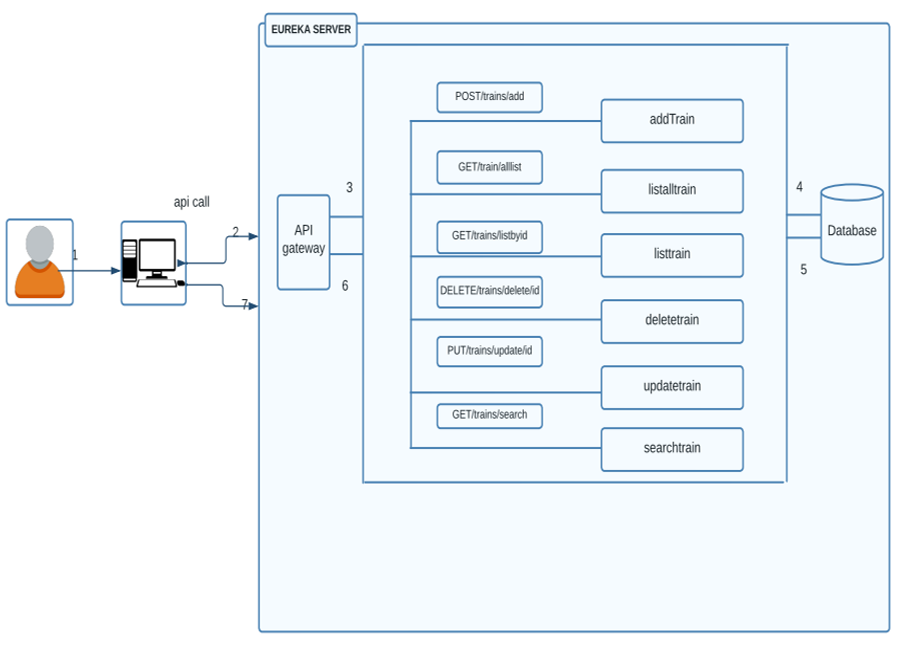 EUREKA SERVER
POST/trains/add
addTrain
GET/train/alllist
listalltrain
3
4
api call
2
API
gateway
GET/trains/listbyid
Database
1
listtrain
5
6
DELETE/trains/delete/id
7
deletetrain
PUT/trains/update/id
updatetrain
GET/trains/search
searchtrain